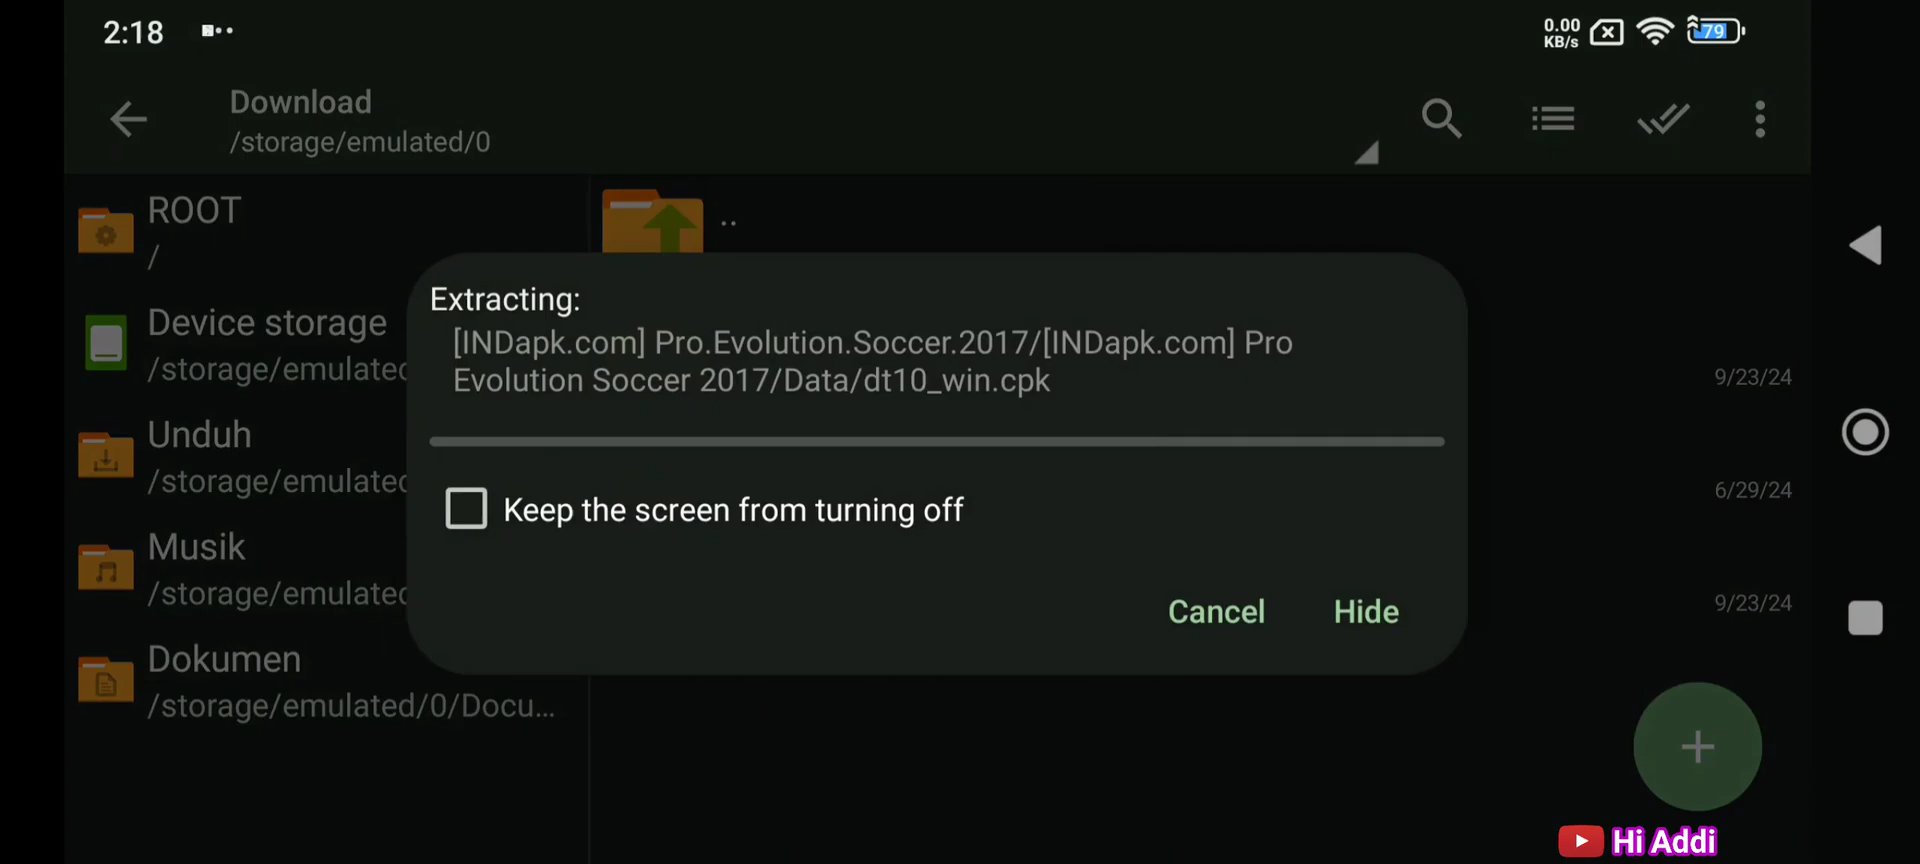 2:18
0.00
KB/s
79
Download
/storage/emulated/0
ROOT
/
..
Device storage
/storage/emulated
Unduh
/storage/emulated
Musik
/storage/emulated
Dokumen
/storage/emulated/0/Docu...
Extracting:
[INDapk.com] Pro.Evolution.Soccer.2017/[INDapk.com] Pro
Evolution Soccer 2017/Data/dt10_win.cpk
Keep the screen from turning off
Cancel
Hide
9/23/24
6/29/24
9/23/24
Hi Addi